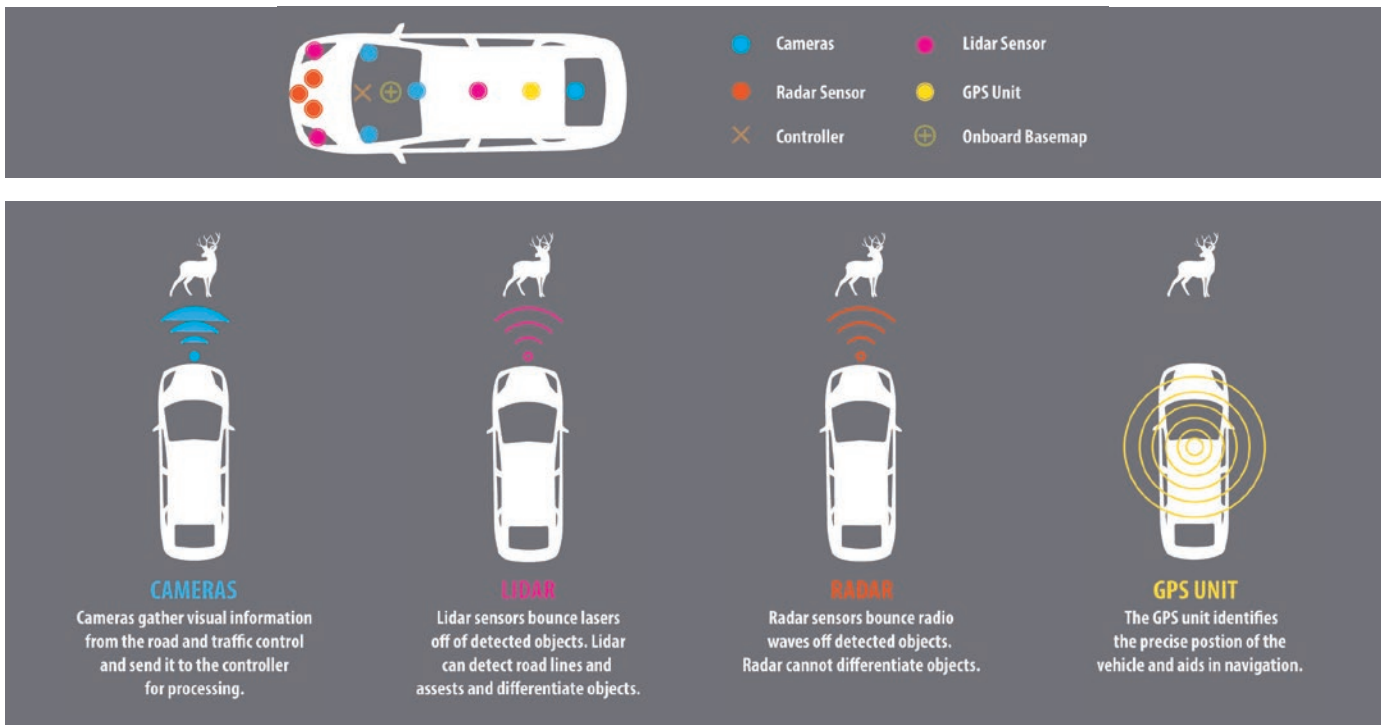 Cameras
Lidar Sensor
Radar Sensor
GPS Unit
Controller
Onboard Basemap
CAMERAS
Cameras gather visual information
from the road and traffic control
and send it to the controller
for processing.
LIDAR
Lidar sensors bounce lasers
off of detected objects. Lidar
can detect road lines and
assests and differentiate objects.
RADAR
Radar sensors bounce radio
waves off detected objects.
Radar cannot differentiate objects.
GPS UNIT
The GPS unit identifies
the precise postion of the
vehicle and aids in navigation.